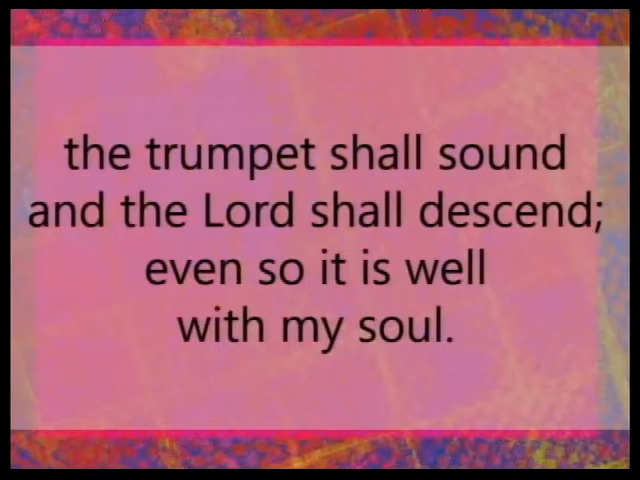 the trumpet shall sound
and the Lord shall descend;
even so it is well
with my soul.